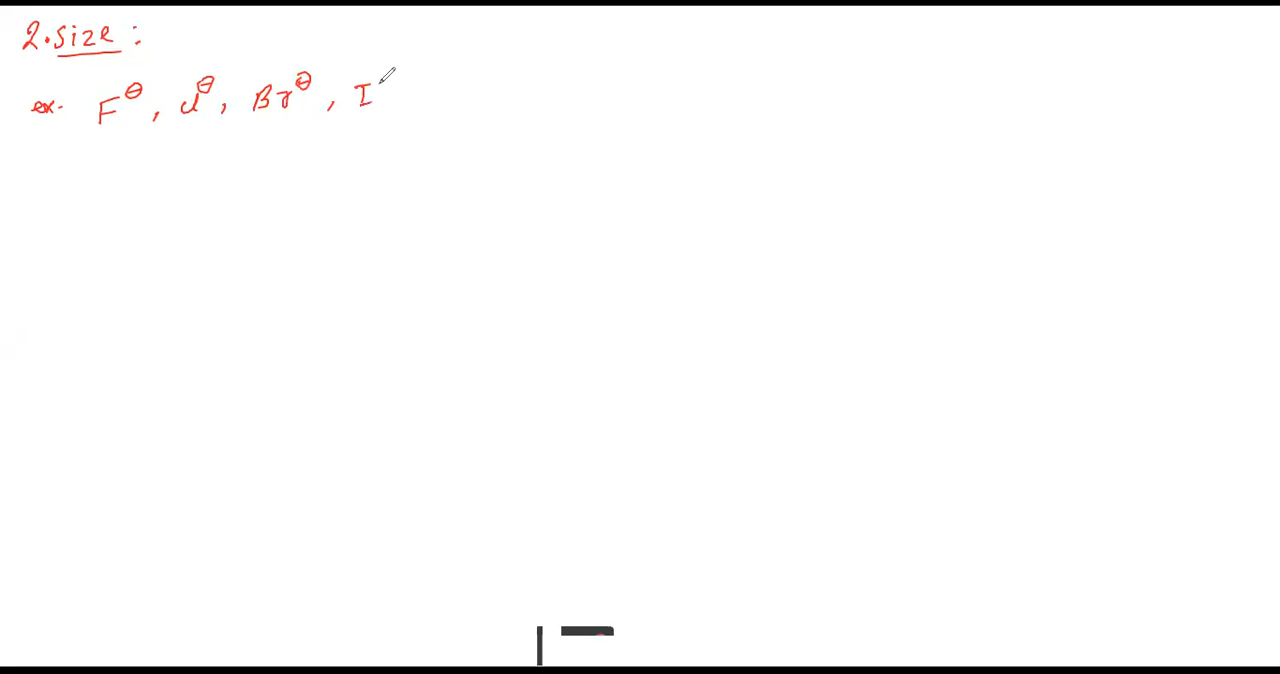 2. Size :
ex. F⊖, Cl⊖, Br⊖, I